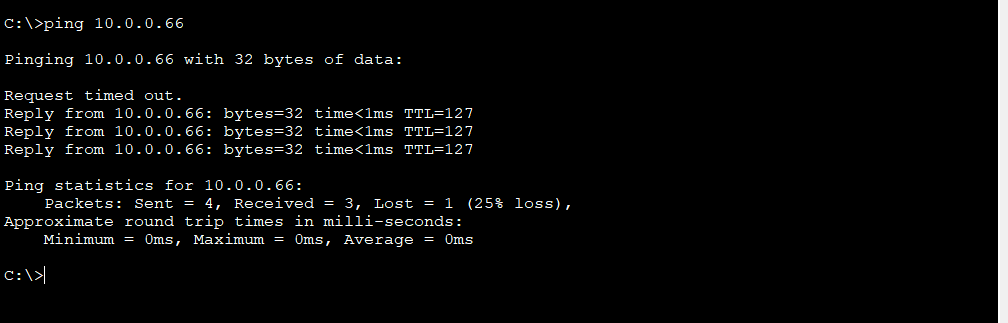 C:\>ping 10.0.0.66
Pinging 10.0.0.66 with 32 bytes of data:
Request timed out.
Reply from 10.0.0.66: bytes=32 time<1ms TTL=127
Reply from 10.0.0.66: bytes=32 time<1ms TTL=127
Reply from 10.0.0.66: bytes=32 time<1ms TTL=127
Ping statistics for 10.0.0.66:
    Packets: Sent = 4, Received = 3, Lost = 1 (25% loss),
Approximate round trip times in milli-seconds:
    Minimum = 0ms, Maximum = 0ms, Average = 0ms
C:\>